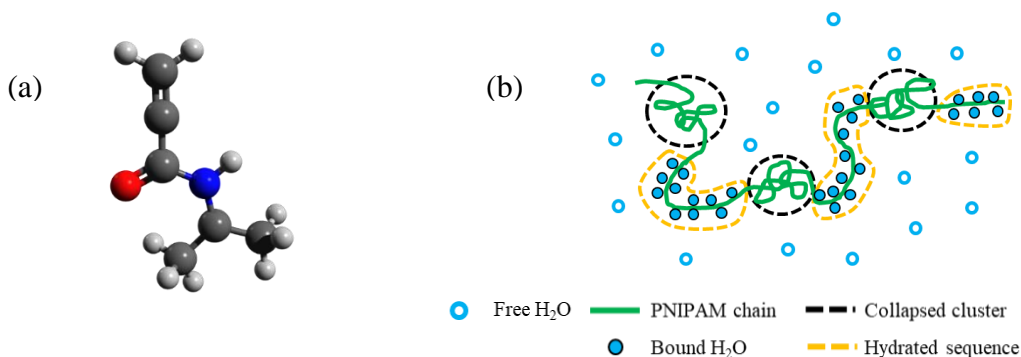 (a)
(b)
Free H₂O
PNIPAM chain
Collapsed cluster
Bound H₂O
Hydrated sequence